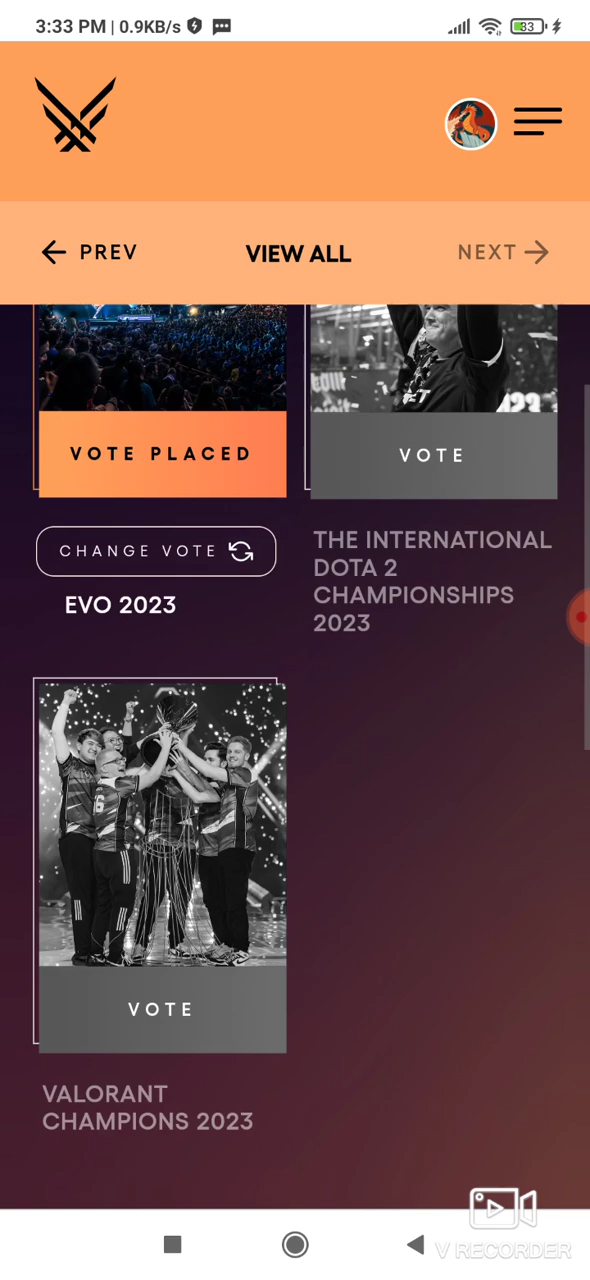 3:33 PM | 0.9KB/s
33
PREV
VIEW ALL
NEXT
VOTE PLACED
VOTE
CHANGE VOTE
EVO 2023
THE INTERNATIONAL
DOTA 2
CHAMPIONSHIPS
2023
VOTE
VALORANT
CHAMPIONS 2023
V RECORDER